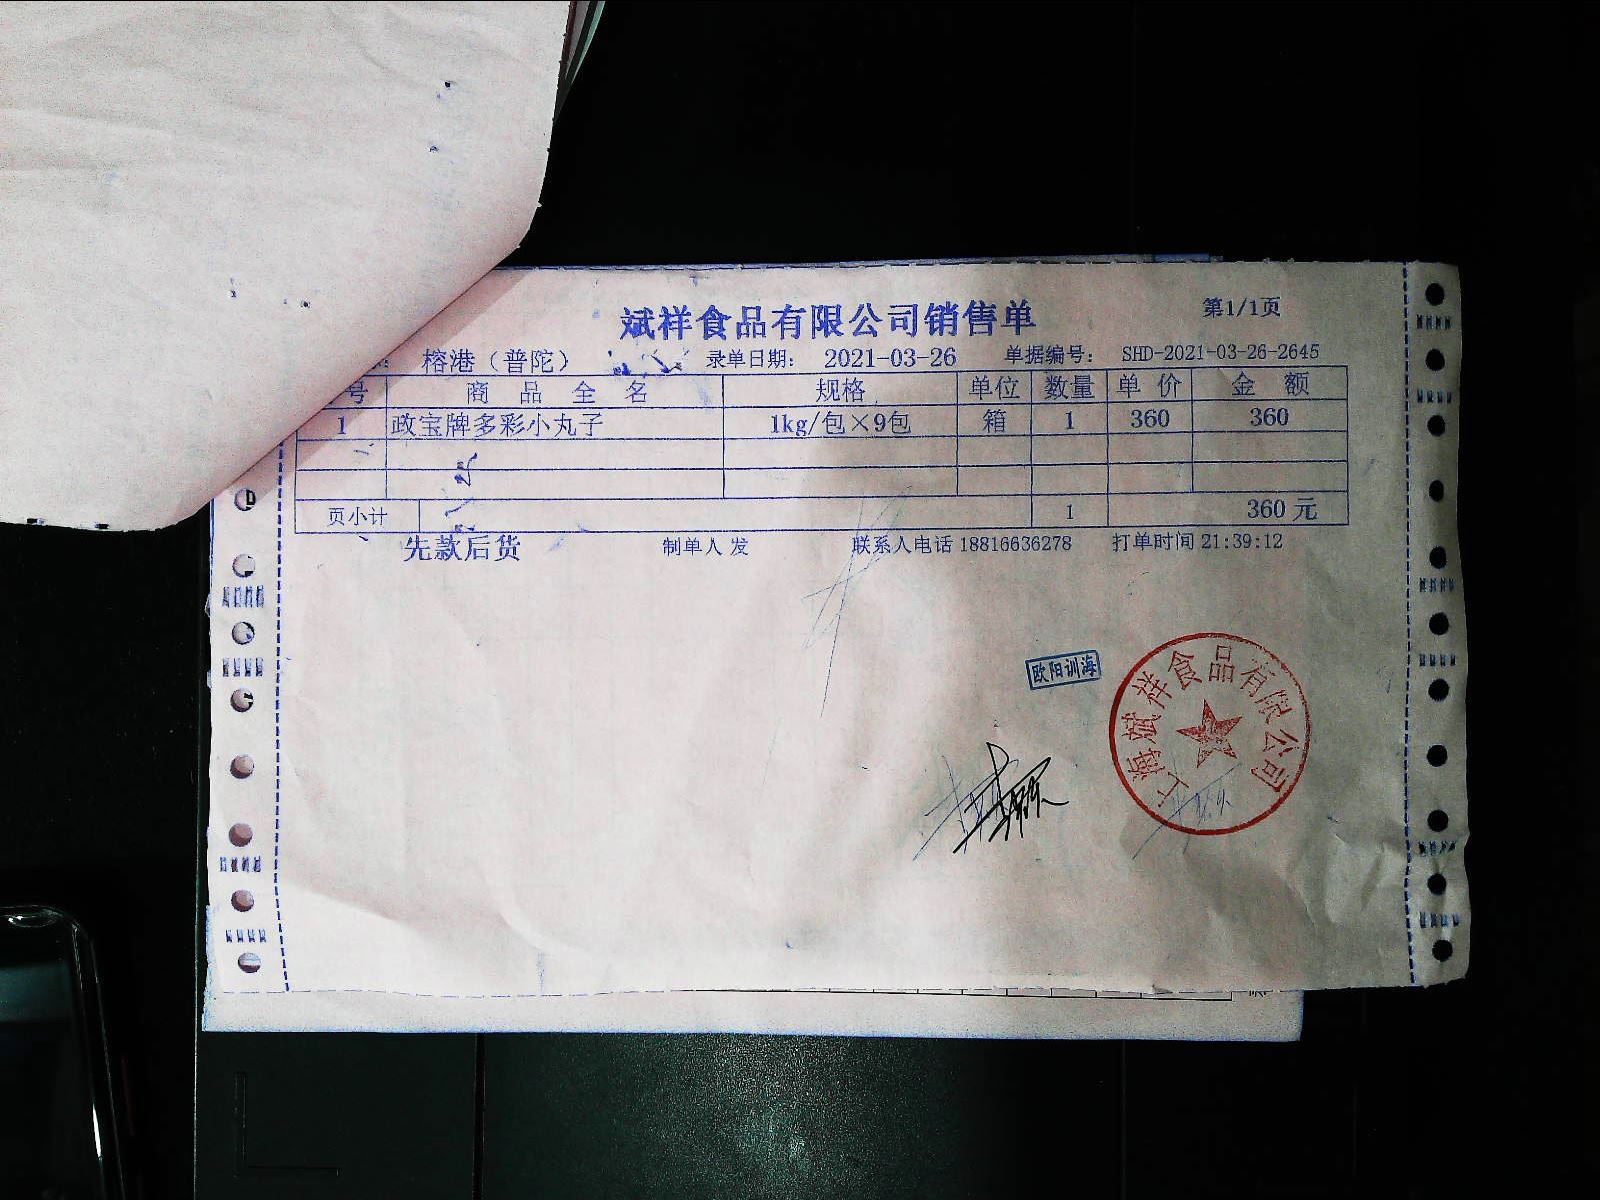 斌祥食品有限公司销售单
第1/1页
榕港（普陀） 录单日期： 2021-03-26 单据编号： SHD-2021-03-26-2645
号 商品全名 规格 单位 数量 单价 金额
1 政宝牌多彩小丸子 1kg/包×9包 箱 1 360 360
页小计 1 360元
先款后货 制单人 发 联系人电话 18816636278 打单时间 21:39:12
欧阳训海
上海斌祥食品有限公司